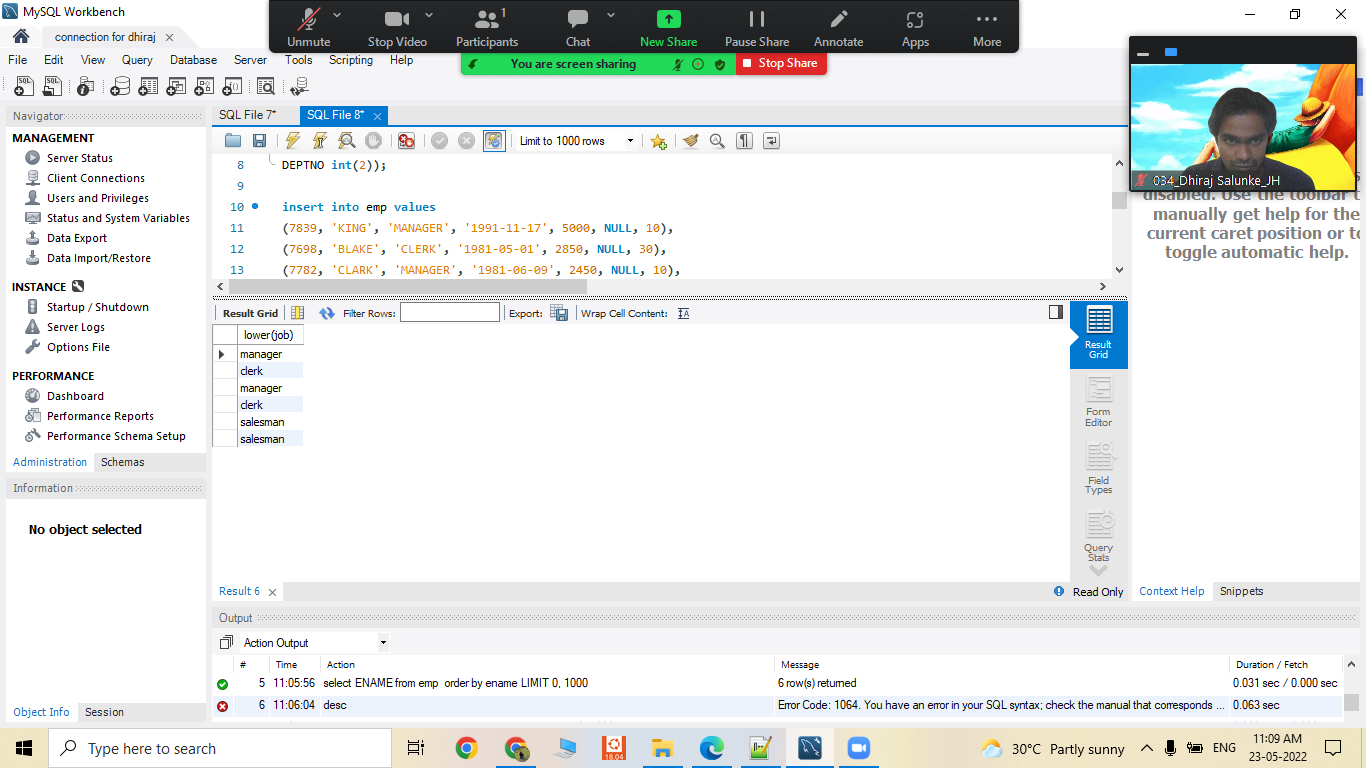 MySQL Workbench
connection for dhiraj
File Edit View Query Database Server Tools Scripting Help
Unmute
Stop Video
1
Participants
Chat
New Share
Pause Share
Annotate
Apps
More
You are screen sharing
Stop Share
034_Dhiraj Salunke_JH
Navigator
MANAGEMENT
Server Status
Client Connections
Users and Privileges
Status and System Variables
Data Export
Data Import/Restore
INSTANCE
Startup / Shutdown
Server Logs
Options File
PERFORMANCE
Dashboard
Performance Reports
Performance Schema Setup
Administration Schemas
Information
No object selected
Object Info Session
SQL File 7* SQL File 8*
Limit to 1000 rows
8 DEPTNO int(2));
9
10 insert into emp values
11 (7839, 'KING', 'MANAGER', '1991-11-17', 5000, NULL, 10),
12 (7698, 'BLAKE', 'CLERK', '1981-05-01', 2850, NULL, 30),
13 (7782, 'CLARK', 'MANAGER', '1981-06-09', 2450, NULL, 10),
Result Grid Filter Rows: Export: Wrap Cell Content:
lower(job)
manager
clerk
manager
clerk
salesman
salesman
Result Grid
Form Editor
Field Types
Query Stats
Result 6
Read Only
disabled. Use the toolbar
manually get help for the
current caret position or to
toggle automatic help.
Context Help Snippets
Output
Action Output
# Time Action Message Duration / Fetch
5 11:05:56 select ENAME from emp order by ename LIMIT 0, 1000 6 row(s) returned 0.031 sec / 0.000 sec
6 11:06:04 desc Error Code: 1064. You have an error in your SQL syntax; check the manual that corresponds ... 0.063 sec
Type here to search
18.04
30°C Partly sunny
ENG
11:09 AM
23-05-2022